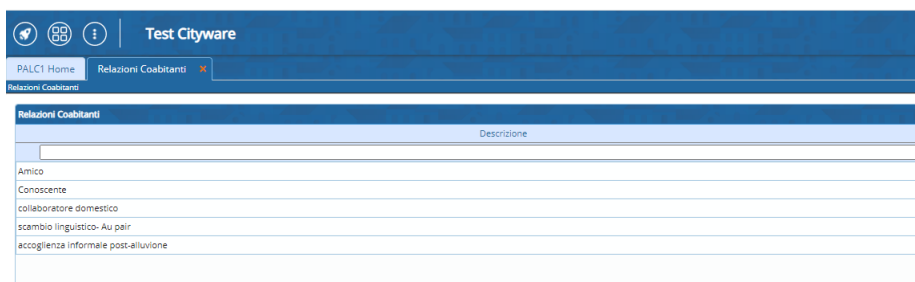 Test Cityware
PALC1 Home Relazioni Coabitanti ×
Relazioni Coabitanti
Relazioni Coabitanti
Descrizione
Amico
Conoscente
collaboratore domestico
scambio linguistico- Au pair
accoglienza informale post-alluvione